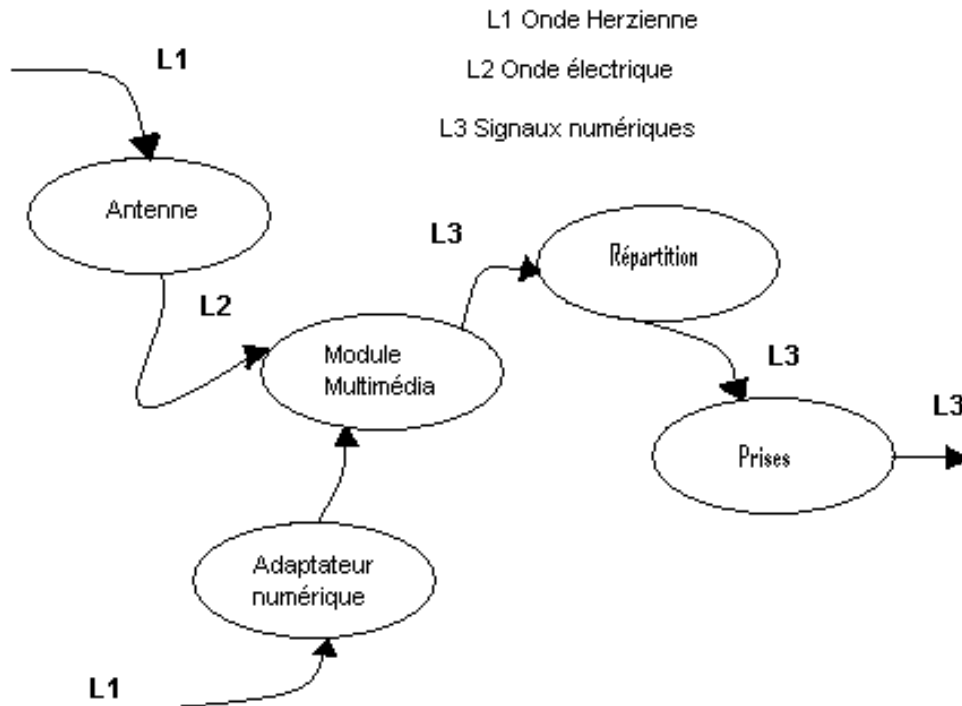 L1 Onde Herzienne
L1
L2 Onde électrique
L3 Signaux numériques
Antenne
L3
Répartition
L2
Module
Multimédia
L3
L3
Prises
Adaptateur
numérique
L1